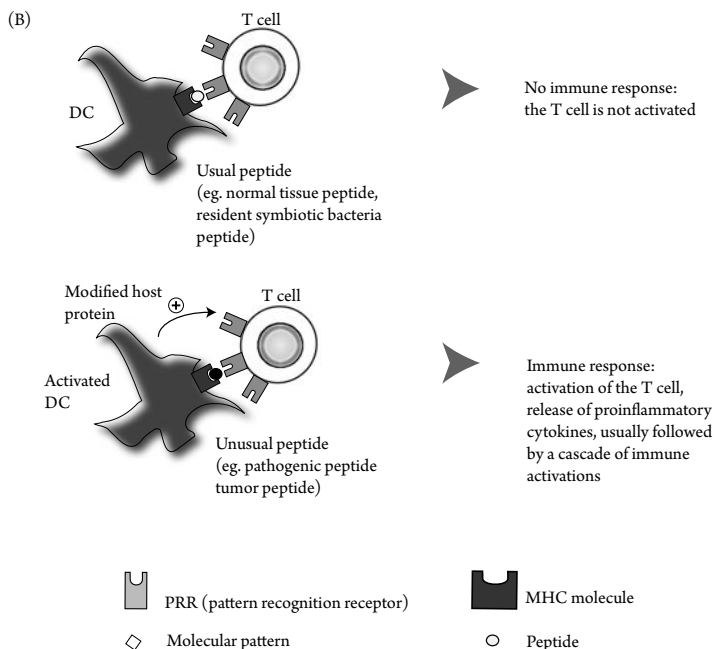 (B)
T cell
DC
No immune response:
the T cell is not activated
Usual peptide
(eg. normal tissue peptide,
resident symbiotic bacteria
peptide)
Modified host
protein
+
T cell
Activated
DC
Immune response:
activation of the T cell,
release of proinflammatory
cytokines, usually followed
by a cascade of immune
activations
Unusual peptide
(eg. pathogenic peptide
tumor peptide)
PRR (pattern recognition receptor)
MHC molecule
Molecular pattern
Peptide